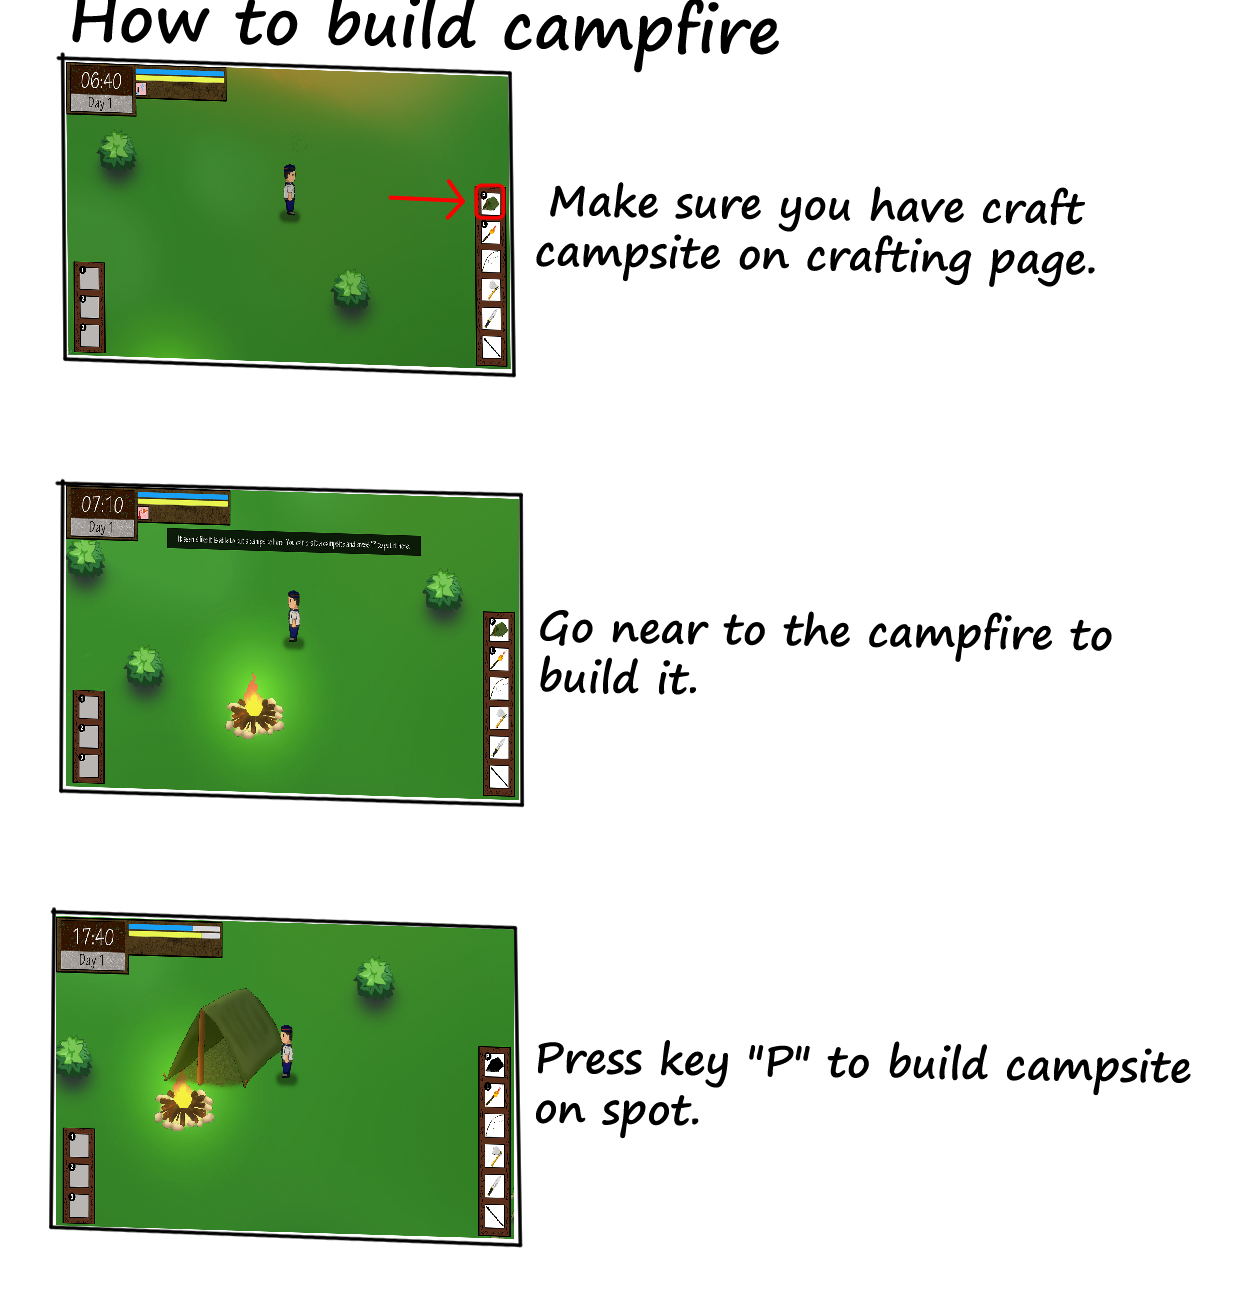 How to build campfire
06:40
Day 1
Make sure you have craft
campsite on crafting page.
07:10
Day 1
Go near to the campfire to
build it.
17:40
Day 1
Press key "P" to build campsite
on spot.